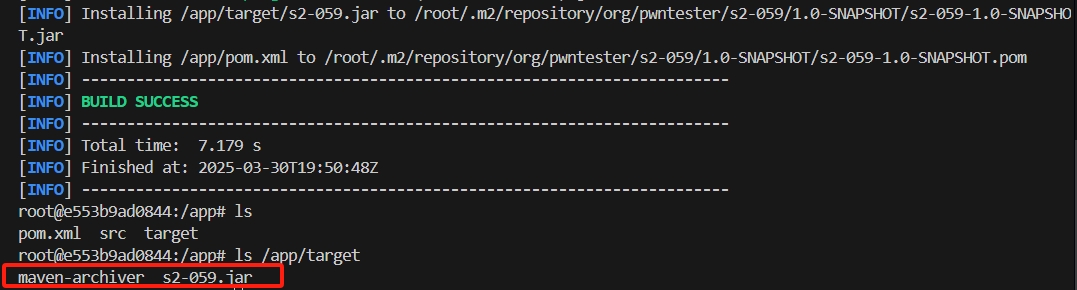 [INFO] Installing /app/target/s2-059.jar to /root/.m2/repository/org/pwntester/s2-059/1.0-SNAPSHOT/s2-059-1.0-SNAPSHO
T.jar
[INFO] Installing /app/pom.xml to /root/.m2/repository/org/pwntester/s2-059/1.0-SNAPSHOT/s2-059-1.0-SNAPSHOT.pom
[INFO] ------------------------------------------------------------------------
[INFO] BUILD SUCCESS
[INFO] ------------------------------------------------------------------------
[INFO] Total time:  7.179 s
[INFO] Finished at: 2025-03-30T19:50:48Z
[INFO] ------------------------------------------------------------------------
root@e553b9ad0844:/app# ls
pom.xml  src  target
root@e553b9ad0844:/app# ls /app/target
maven-archiver  s2-059.jar